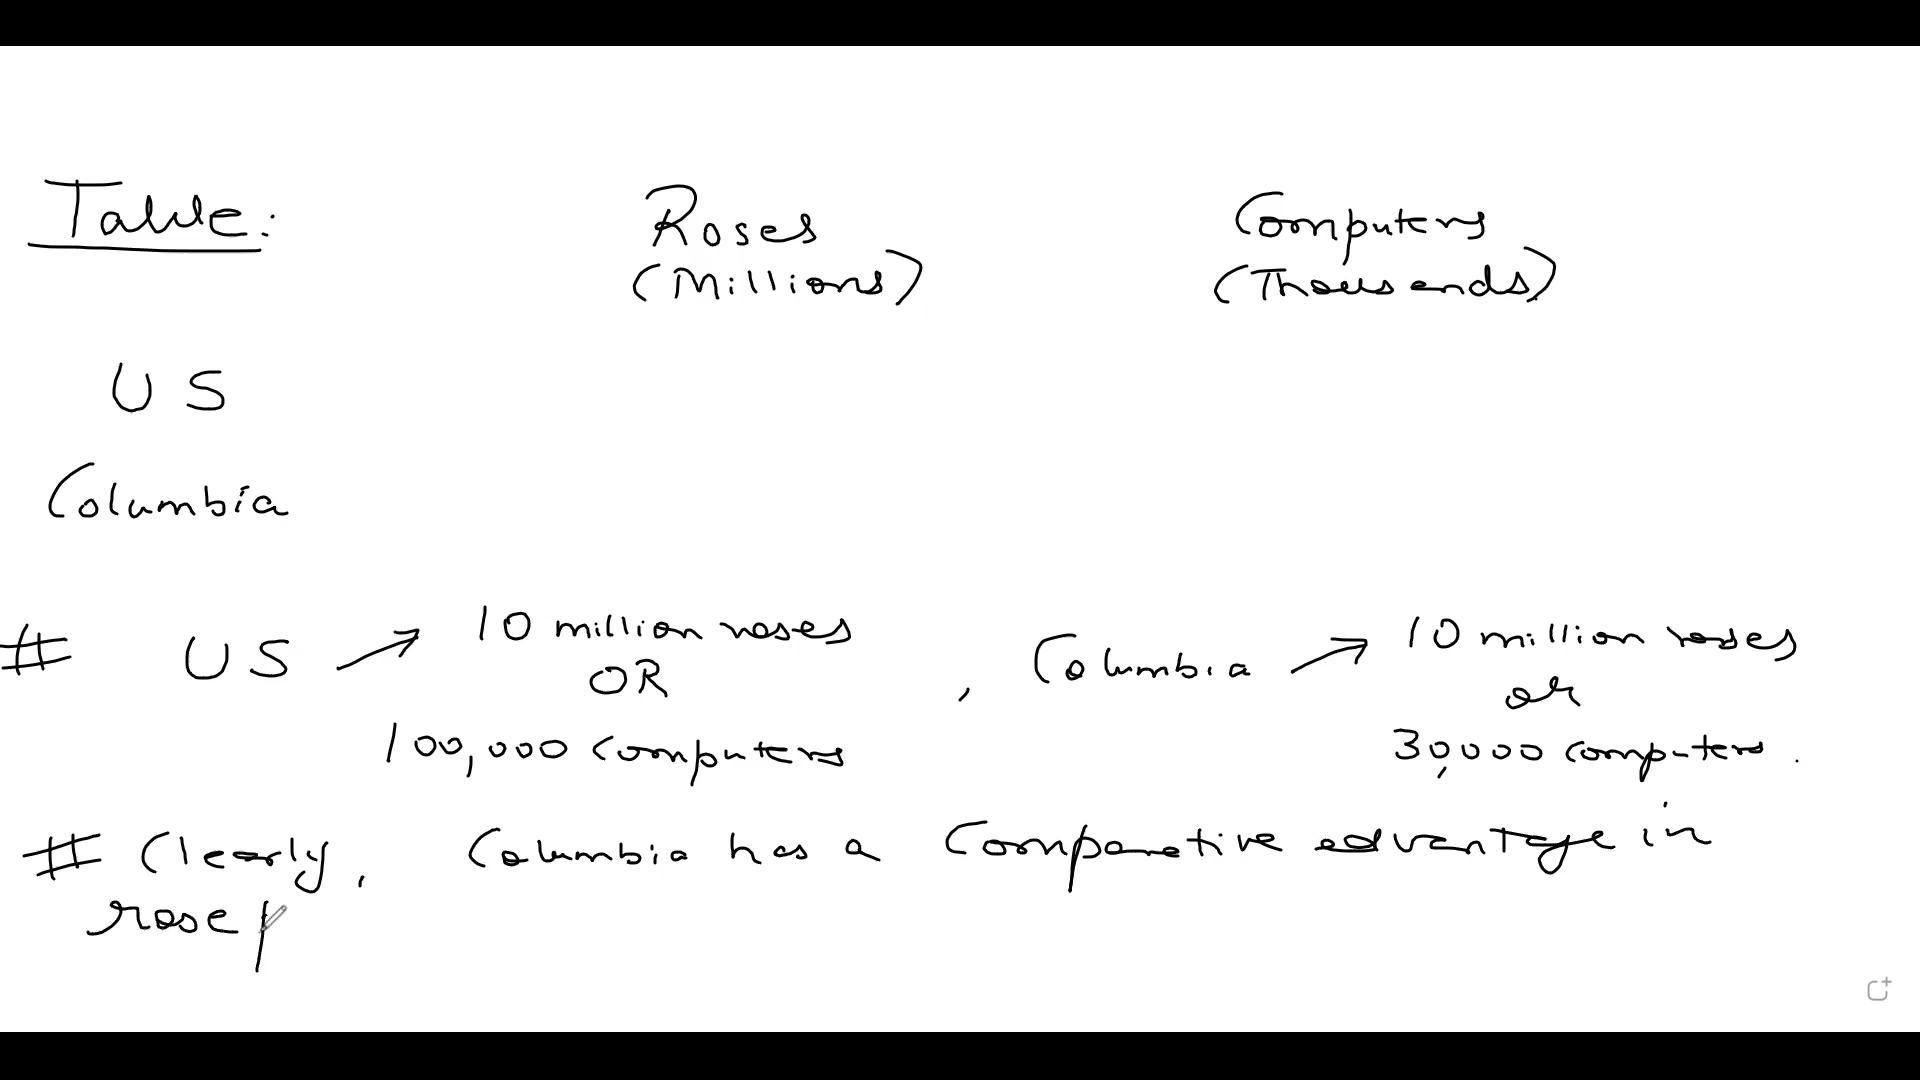 Table: Roses Computers
(Millions) (Thousands)
US
Columbia
# US → 10 million roses , Columbia → 10 million roses
OR or
100,000 computers 30,000 computers .
# Clearly, Columbia has a Comparative advantage in
rose p